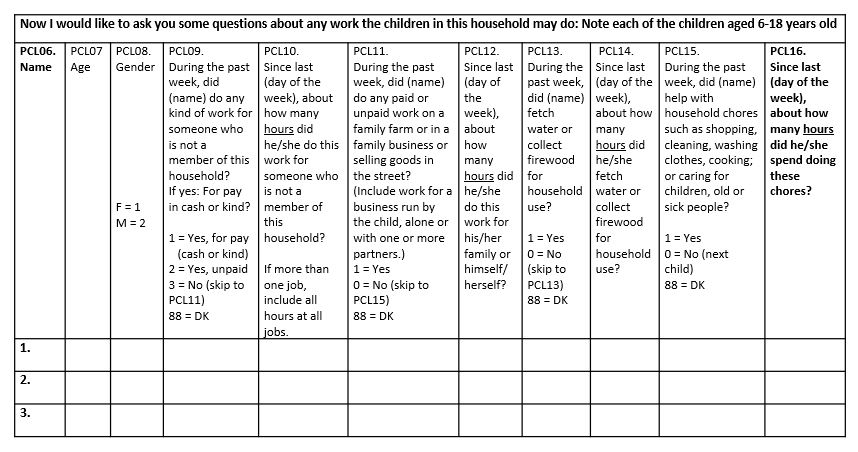 Now I would like to ask you some questions about any work the children in this household may do: Note each of the children aged 6-18 years old
PCL06.
Name
PCL07
Age
PCL08.
Gender
F = 1
M = 2
PCL09.
During the past
week, did
(name) do any
kind of work for
someone who
is not a
member of this
household?
If yes: For pay
in cash or kind?
1 = Yes, for pay
(cash or kind)
2 = Yes, unpaid
3 = No (skip to
PCL11)
88 = DK
PCL10.
Since last
(day of the
week), about
how many
hours did
he/she do this
work for
someone who
is not a
member of
this
household?
If more than
one job,
include all
hours at all
jobs.
PCL11.
During the past
week, did (name)
do any paid or
unpaid work on a
family farm or in a
family business or
selling goods in
the street?
(Include work for a
business run by
the child, alone or
with one or more
partners.)
1 = Yes
0 = No (skip to
PCL15)
88 = DK
PCL12.
Since last
(day of
the
week),
about
how
many
hours did
he/she
do this
work for
his/her
family or
himself/
herself?
PCL13.
During the
past week,
did (name)
fetch
water or
collect
firewood
for
household
use?
1 = Yes
0 = No
(skip to
PCL13)
88 = DK
PCL14.
Since last
(day of the
week),
about how
many
hours did
he/she
fetch
water or
collect
firewood
for
household
use?
PCL15.
During the past
week, did (name)
help with
household chores
such as shopping,
cleaning, washing
clothes, cooking;
or caring for
children, old or
sick people?
1 = Yes
0 = No (next
child)
88 = DK
PCL16.
Since last
(day of the
week),
about how
many hours
did he/she
spend doing
these
chores?
1.
2.
3.